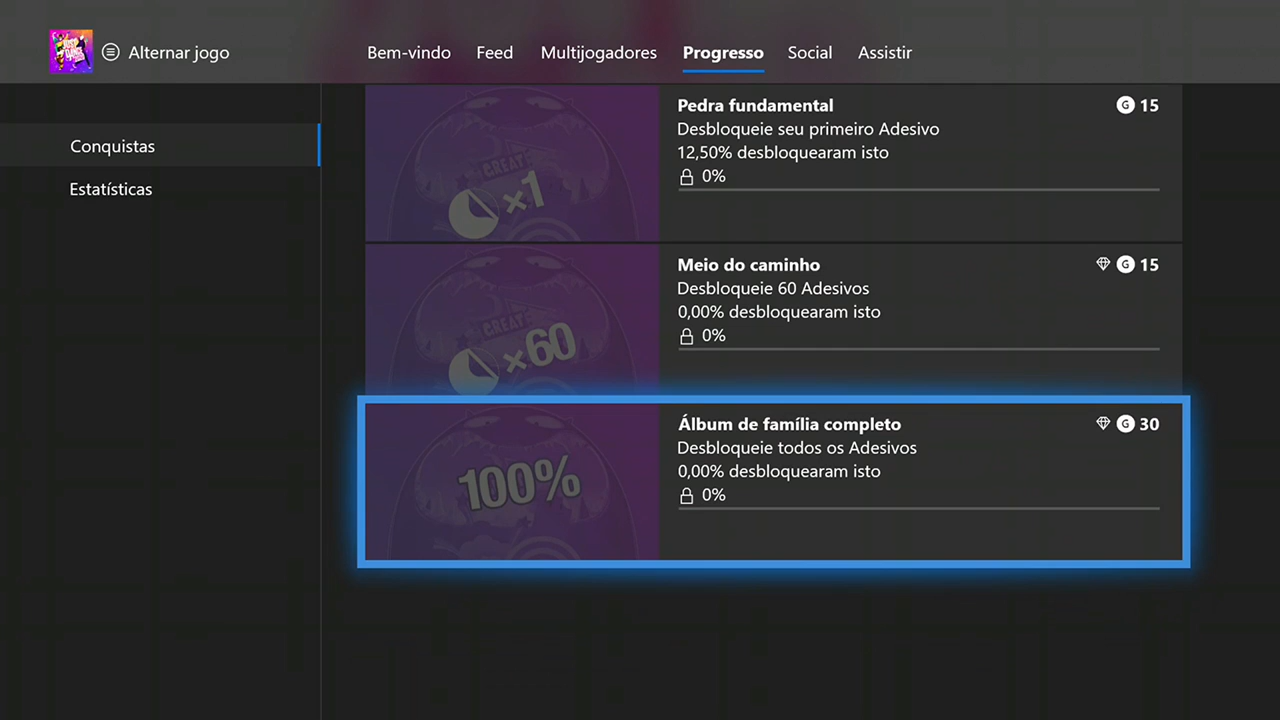 Alternar jogo
Bem-vindo Feed Multijogadores Progresso Social Assistir
Conquistas
Estatísticas
GREAT
×1
Pedra fundamental
G 15
Desbloqueie seu primeiro Adesivo
12,50% desbloquearam isto
0%
GREAT
×60
Meio do caminho
G 15
Desbloqueie 60 Adesivos
0,00% desbloquearam isto
0%
100%
Álbum de família completo
G 30
Desbloqueie todos os Adesivos
0,00% desbloquearam isto
0%